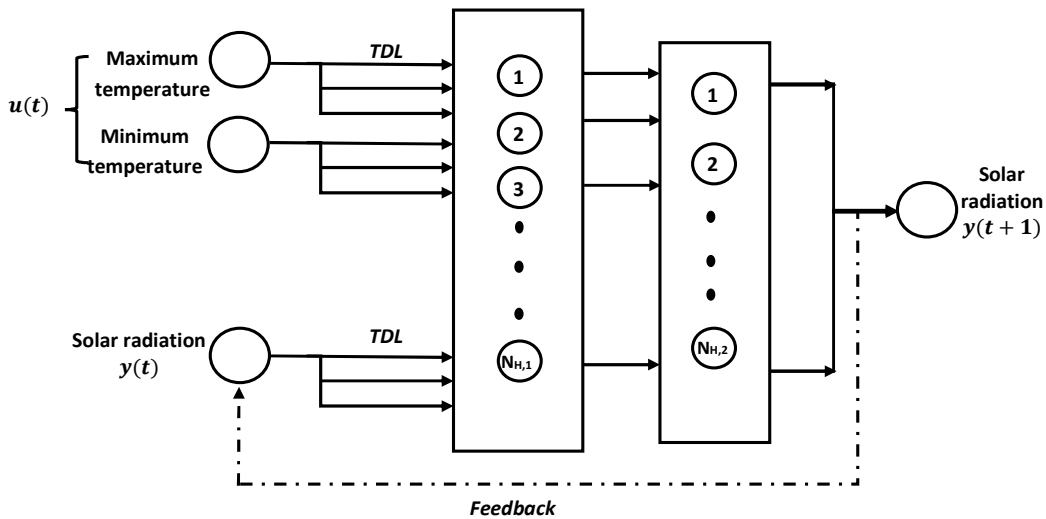 Maximum
temperature
u(t)
Minimum
temperature
TDL
1
2
3
N_{H,1}
1
2
N_{H,2}
Solar
radiation
y(t + 1)
Solar radiation
y(t)
TDL
Feedback